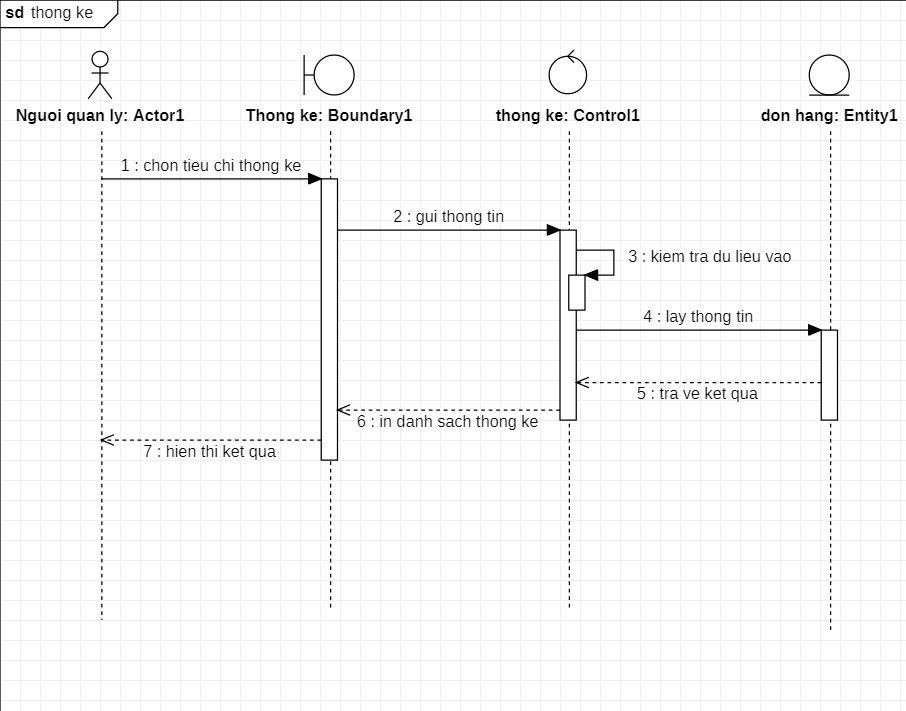 sd thong ke
Nguoi quan ly: Actor1
Thong ke: Boundary1
thong ke: Control1
don hang: Entity1
1 : chon tieu chi thong ke
2 : gui thong tin
3 : kiem tra du lieu vao
4 : lay thong tin
5 : tra ve ket qua
6 : in danh sach thong ke
7 : hien thi ket qua